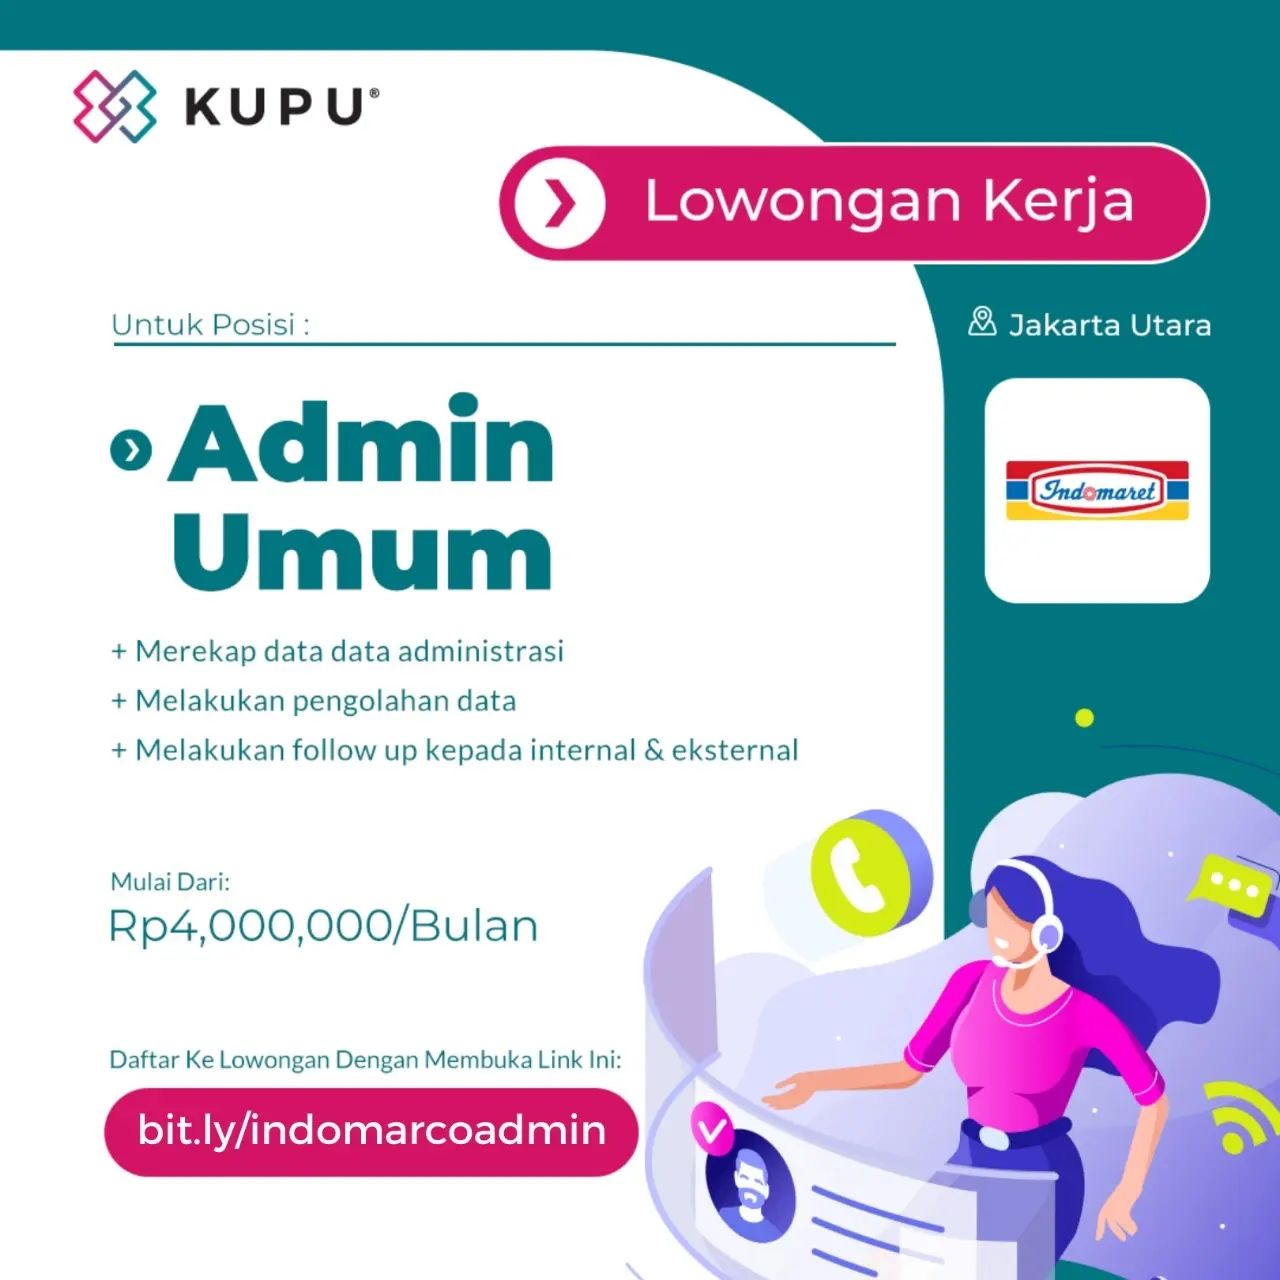 KUPU®
Lowongan Kerja
Untuk Posisi :
Jakarta Utara
Admin
Umum
Indomaret
+ Merekap data data administrasi
+ Melakukan pengolahan data
+ Melakukan follow up kepada internal & eksternal
Mulai Dari:
Rp4,000,000/Bulan
Daftar Ke Lowongan Dengan Membuka Link Ini:
bit.ly/indomarcoadmin